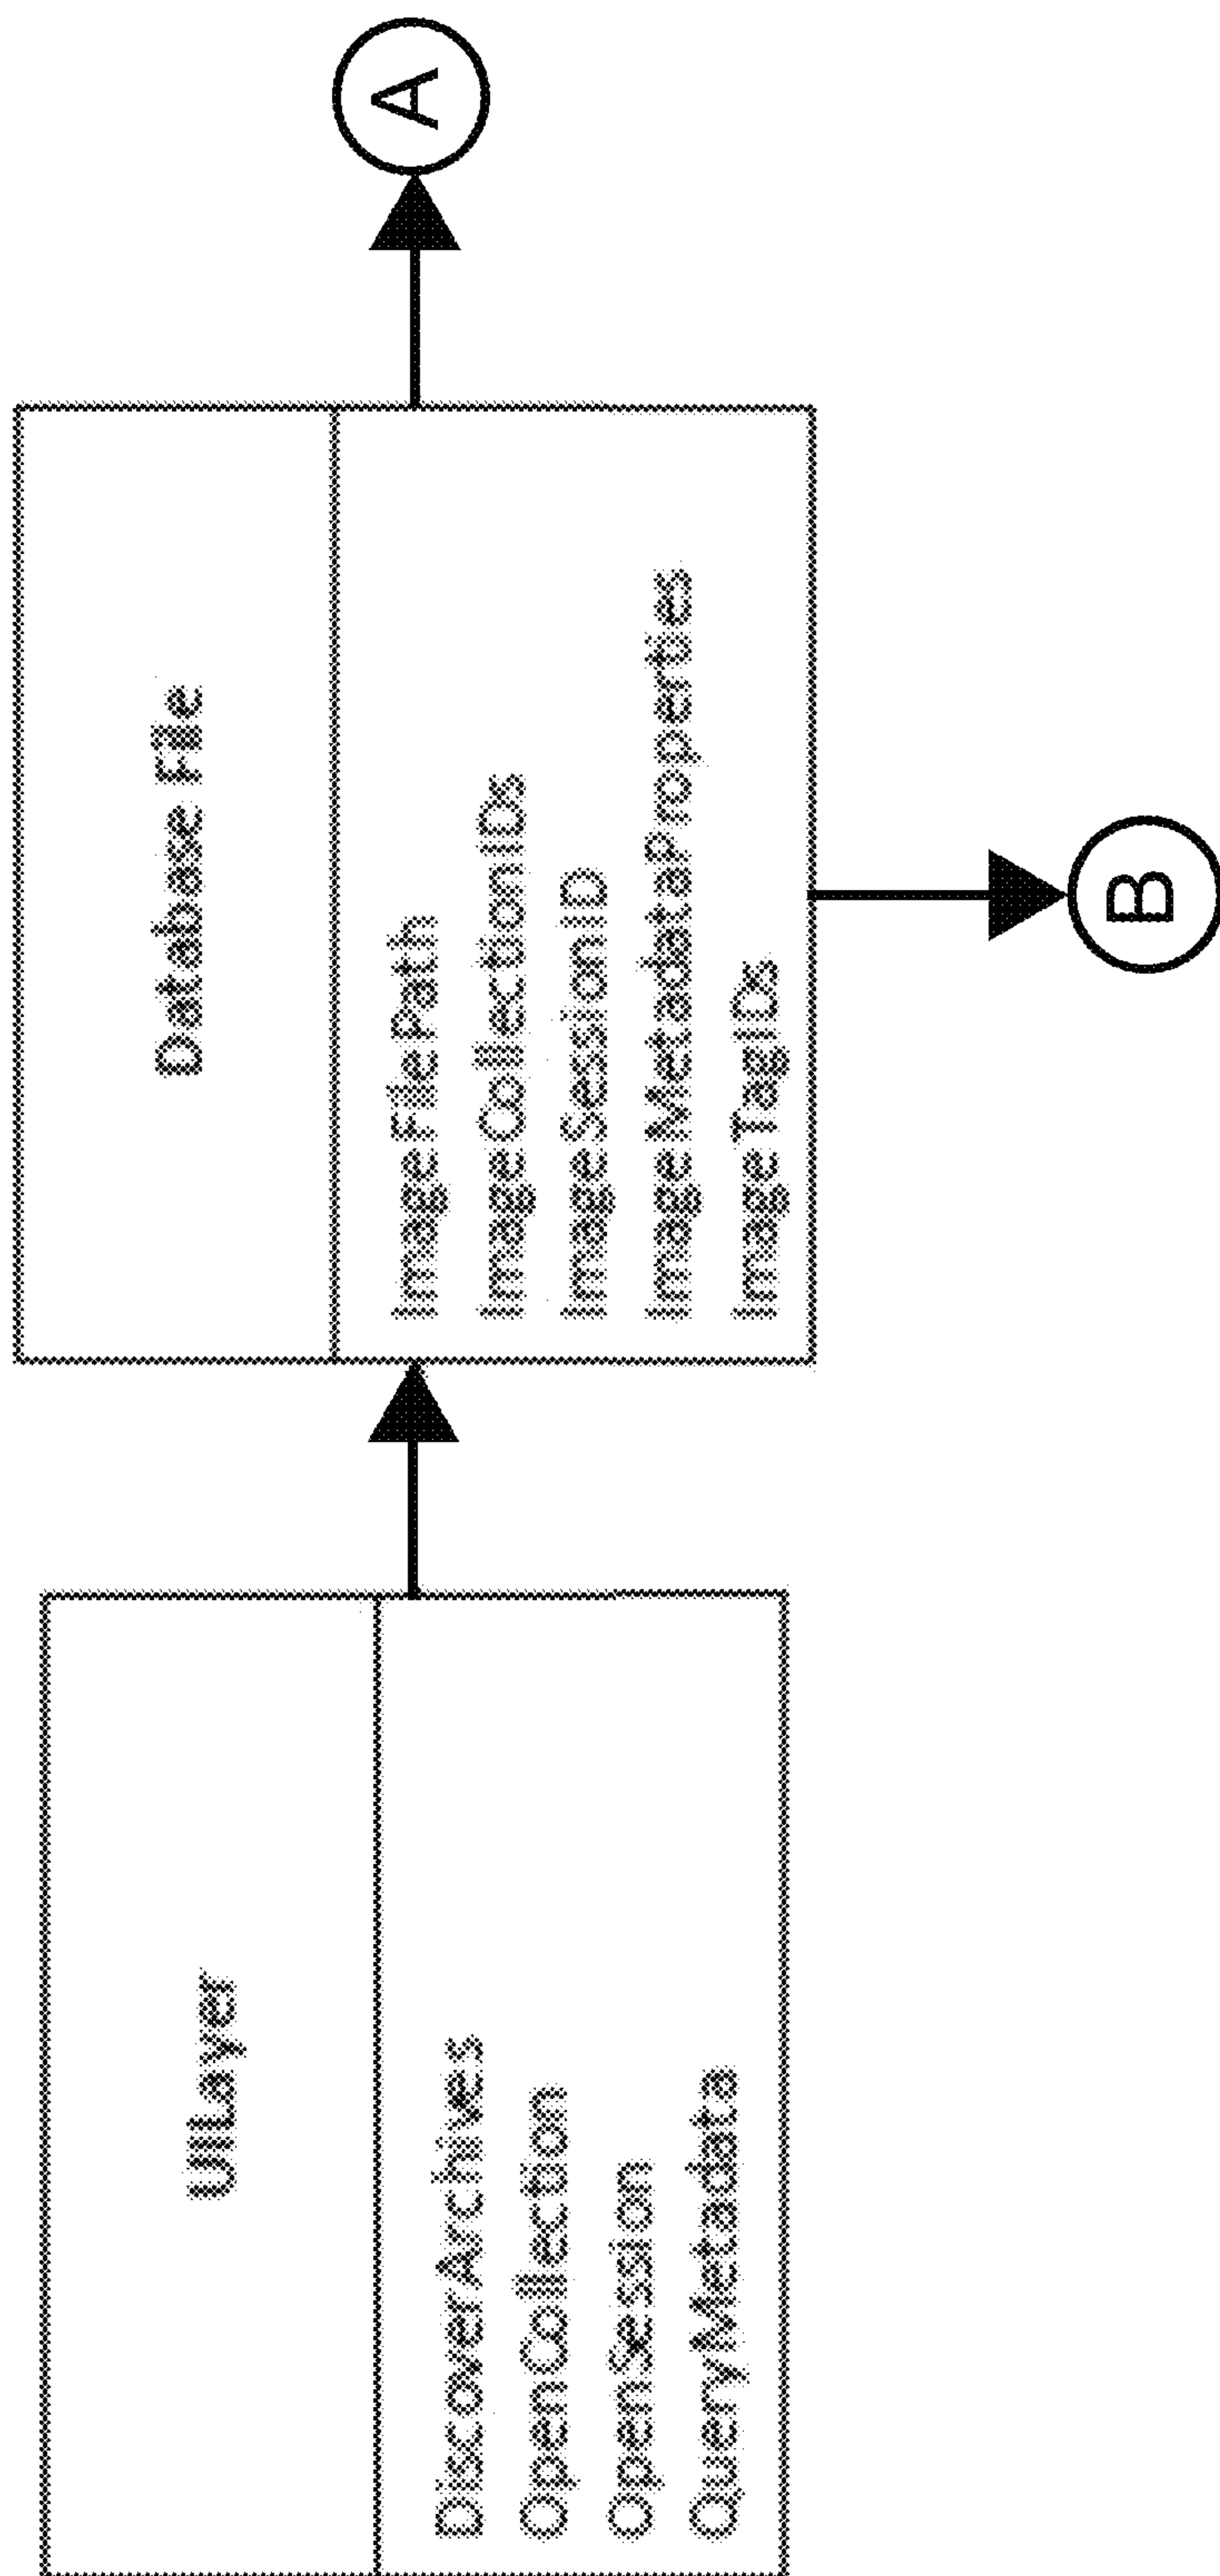 UILayer
DiscoverArchives
OpenCollection
OpenSession
QueryMetadata
Database File
ImageFilePath
ImageCollectionIDs
ImageSessionID
ImageMetadataProperties
ImageTagIDs
A
B